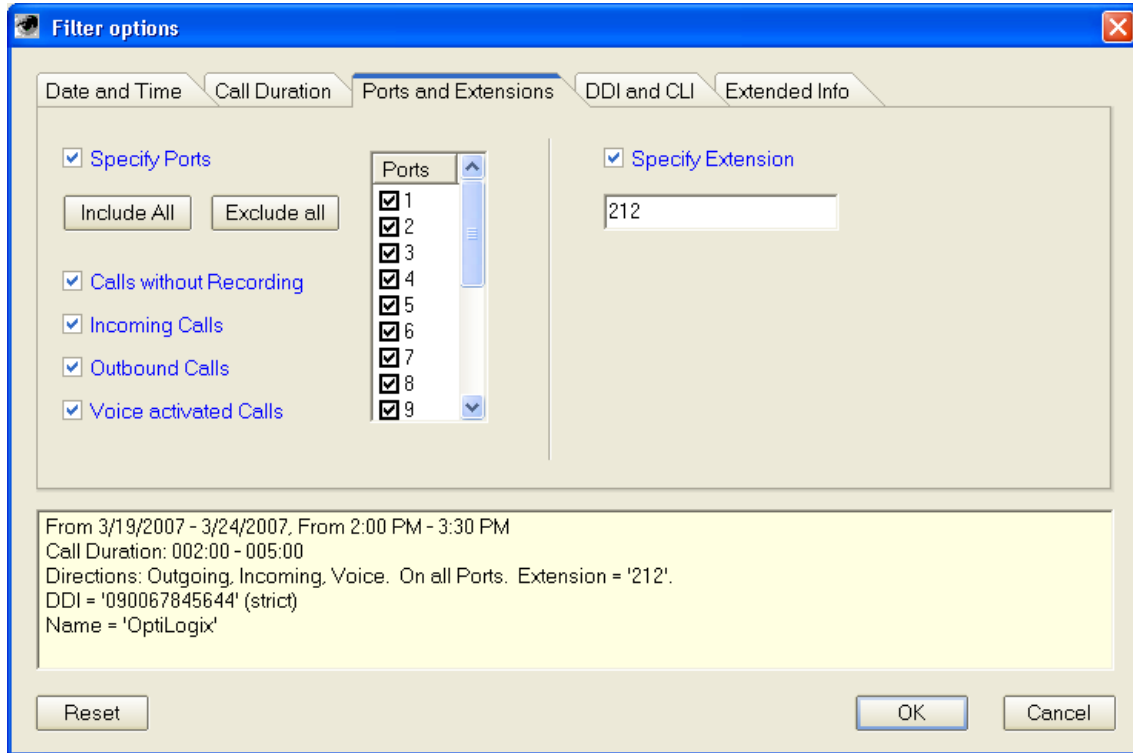 Filter options
Date and Time Call Duration Ports and Extensions DDI and CLI Extended Info
Specify Ports
Include All Exclude all
Calls without Recording
Incoming Calls
Outbound Calls
Voice activated Calls
Ports
1
2
3
4
5
6
7
8
9
Specify Extension
212
From 3/19/2007 - 3/24/2007, From 2:00 PM - 3:30 PM
Call Duration: 002:00 - 005:00
Directions: Outgoing, Incoming, Voice.  On all Ports.  Extension = '212'.
DDI = '090067845644' (strict)
Name = 'OptiLogix'
Reset OK Cancel